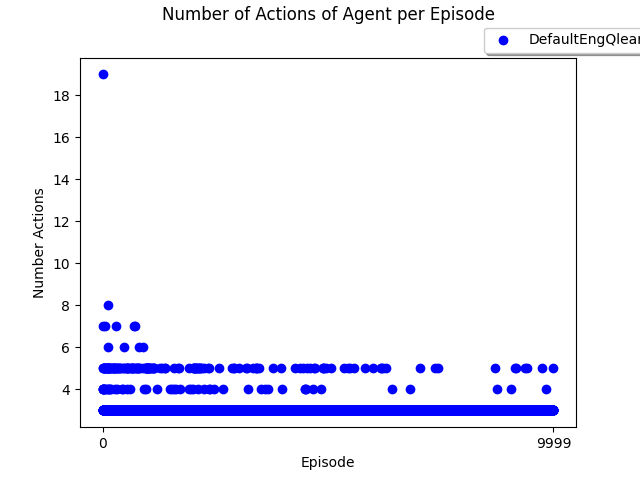 Number of Actions of Agent per Episode
DefaultEngQlear
18
16
14
12
10
8
6
4
Number Actions
0
9999
Episode